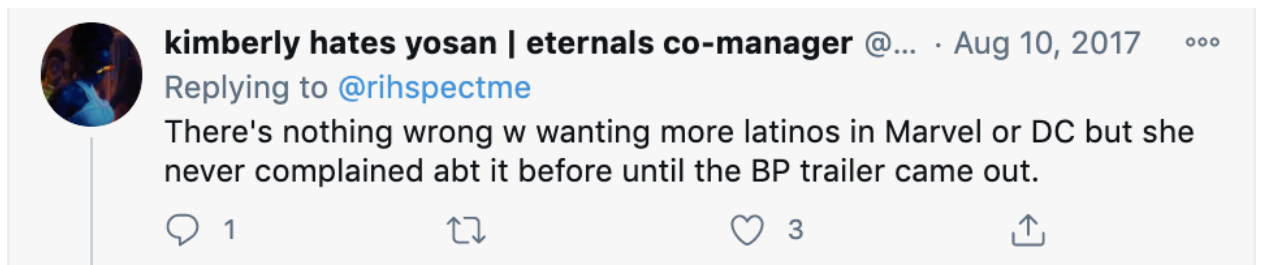 kimberly hates yosan | eternals co-manager @... · Aug 10, 2017
Replying to @rihspectme
There's nothing wrong w wanting more latinos in Marvel or DC but she
never complained abt it before until the BP trailer came out.
1 3